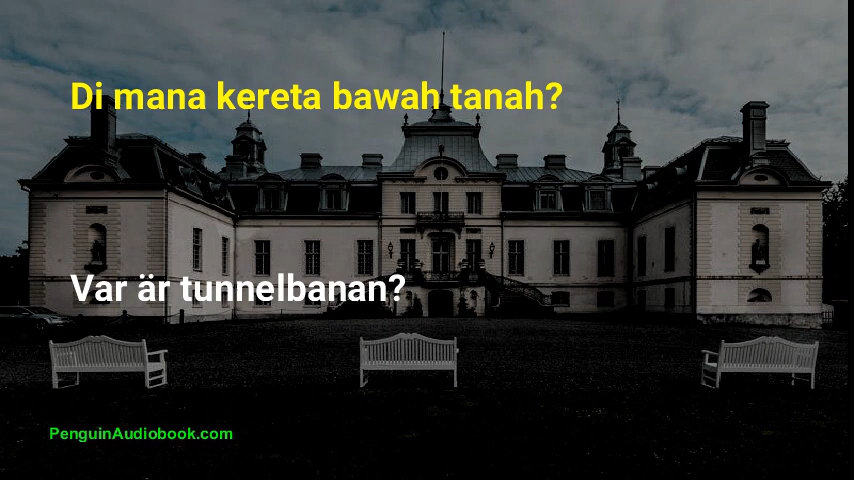 Di mana kereta bawah tanah?
Var är tunnelbanan?
PenguinAudiobook.com